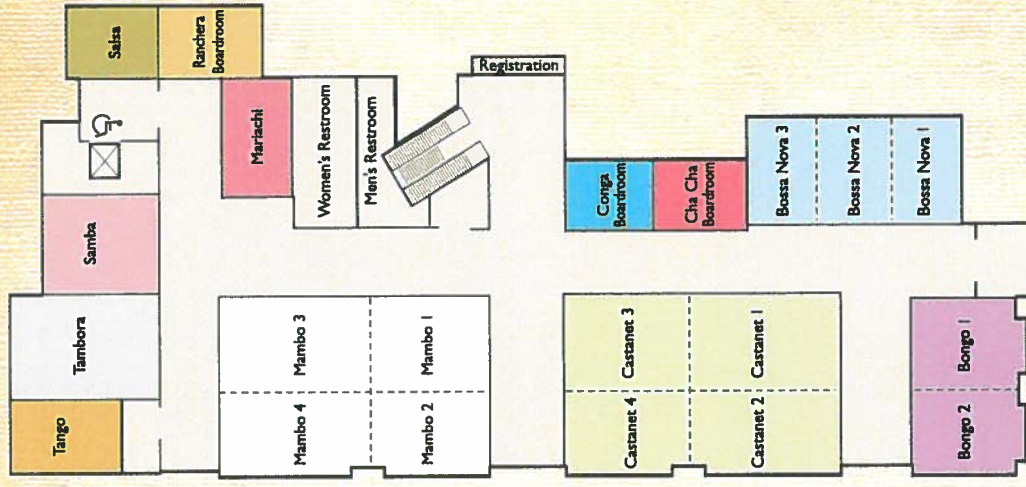 Salsa
Ranchera
Boardroom
Registration
Mariachi
Women's Restroom
Men's Restroom
Conga
Boardroom
Cha Cha
Boardroom
Bossa Nova 3
Bossa Nova 2
Bossa Nova 1
Samba
Tambora
Tango
Mambo 3
Mambo 1
Mambo 4
Mambo 2
Castanet 3
Castanet 1
Castanet 4
Castanet 2
Bongo 1
Bongo 2